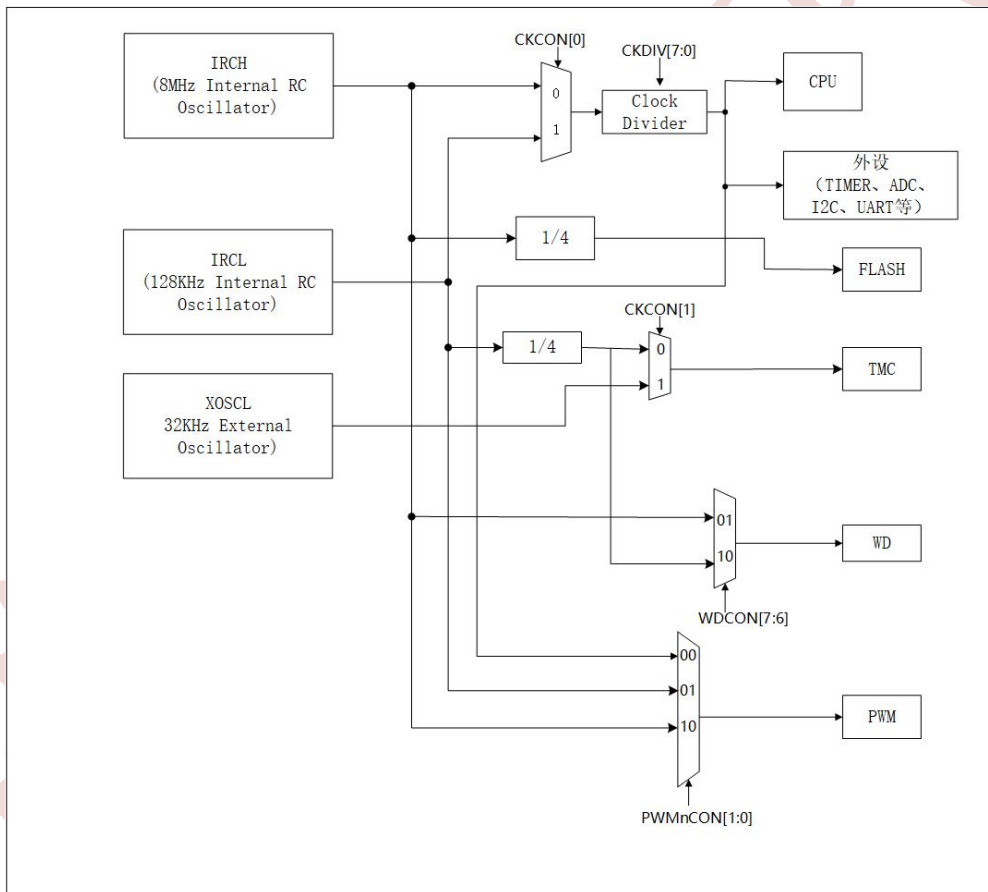 IRCH
(8MHz Internal RC
Oscillator)
CKCON[0]
0
1
CKDIV[7:0]
Clock
Divider
CPU
外设
（TIMER、ADC、
I2C、UART等）
IRCL
(128KHz Internal RC
Oscillator)
1/4
FLASH
CKCON[1]
1/4
0
1
TMC
XOSCL
32KHz External
Oscillator)
01
10
WD
WDCON[7:6]
00
01
10
PWM
PWMnCON[1:0]